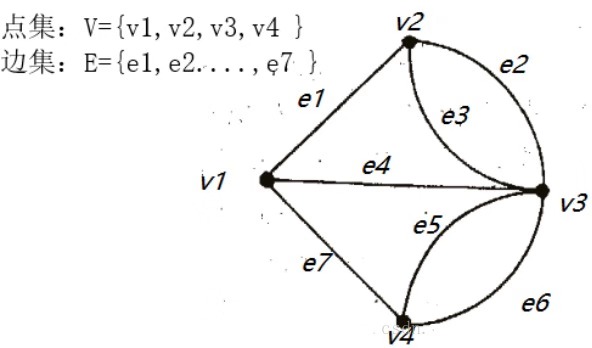 点集: V={v1,v2,v3,v4 }
边集: E={e1,e2....,e7 }
v2
e2
e1
e3
e4
v1
v3
e5
e7
e6
v4